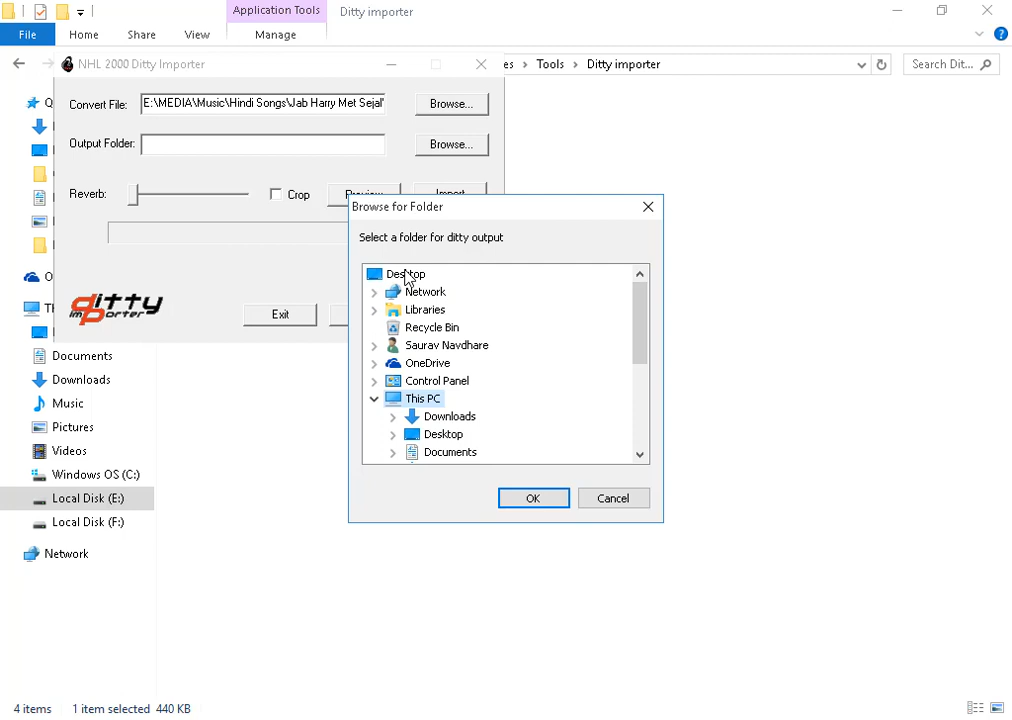 Application Tools
Ditty importer
File
Home
Share
View
Manage
NHL 2000 Ditty Importer
es › Tools › Ditty importer
Search Dit...
Convert File:
E:\MEDIA\Music\Hindi Songs\Jab Harry Met Sejal'
Browse...
Output Folder:
Browse...
Reverb:
Crop
Preview
Import
ditty
importer
Exit
Documents
Downloads
Music
Pictures
Videos
Windows OS (C:)
Local Disk (E:)
Local Disk (F:)
Network
Browse for Folder
Select a folder for ditty output
Desktop
Network
Libraries
Recycle Bin
Saurav Navdhare
OneDrive
Control Panel
This PC
Downloads
Desktop
Documents
OK
Cancel
4 items
1 item selected 440 KB